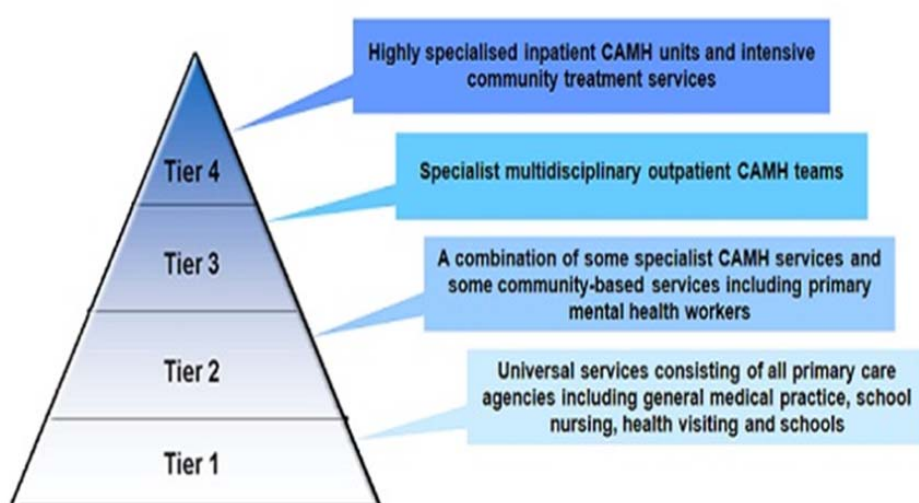 Highly specialised inpatient CAMH units and intensive
community treatment services
Tier 4
Specialist multidisciplinary outpatient CAMH teams
Tier 3
A combination of some specialist CAMH services and
some community-based services including primary
mental health workers
Tier 2
Universal services consisting of all primary care
agencies including general medical practice, school
nursing, health visiting and schools
Tier 1